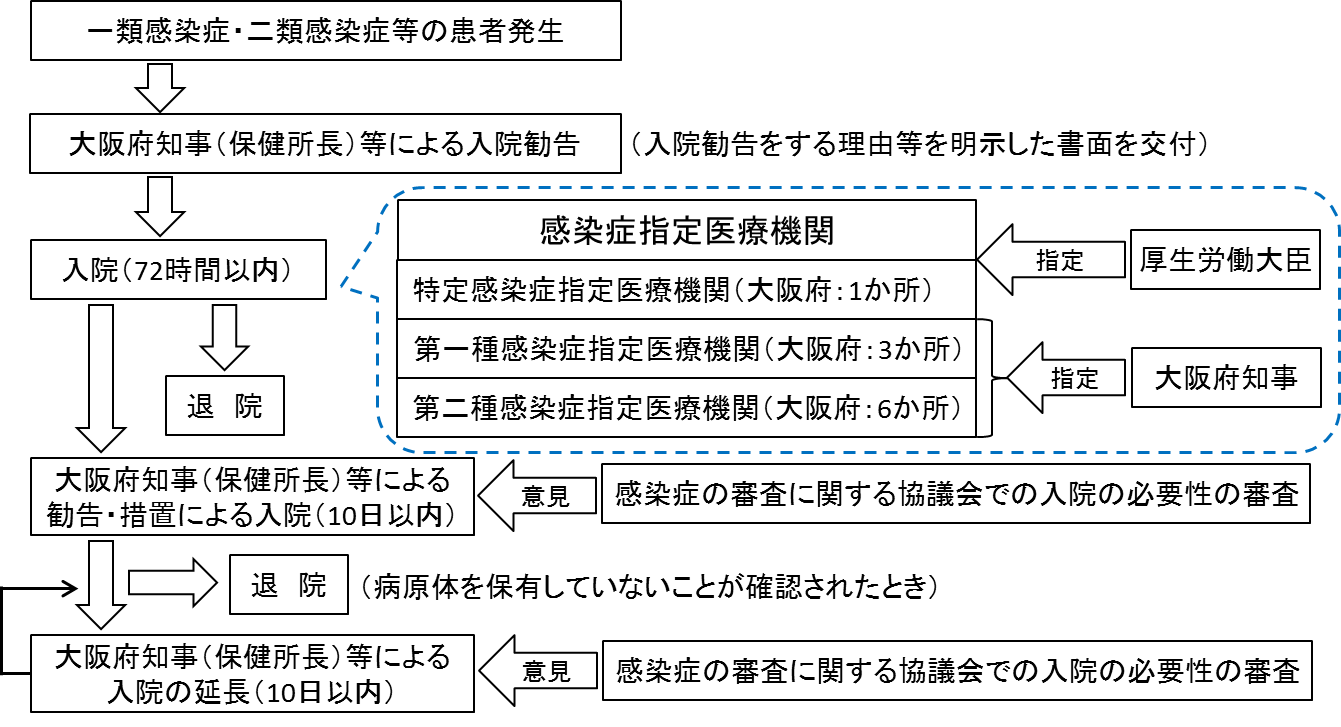 一類感染症・二類感染症等の患者発生
大阪府知事（保健所長）等による入院勧告
（入院勧告をする理由等を明示した書面を交付）
入院（72時間以内）
感染症指定医療機関
特定感染症指定医療機関（大阪府：1か所）
第一種感染症指定医療機関（大阪府：3か所）
第二種感染症指定医療機関（大阪府：6か所）
指定
厚生労働大臣
指定
大阪府知事
退　院
大阪府知事（保健所長）等による
勧告・措置による入院（10日以内）
意見
感染症の審査に関する協議会での入院の必要性の審査
退　院
（病原体を保有していないことが確認されたとき）
大阪府知事（保健所長）等による
入院の延長（10日以内）
意見
感染症の審査に関する協議会での入院の必要性の審査